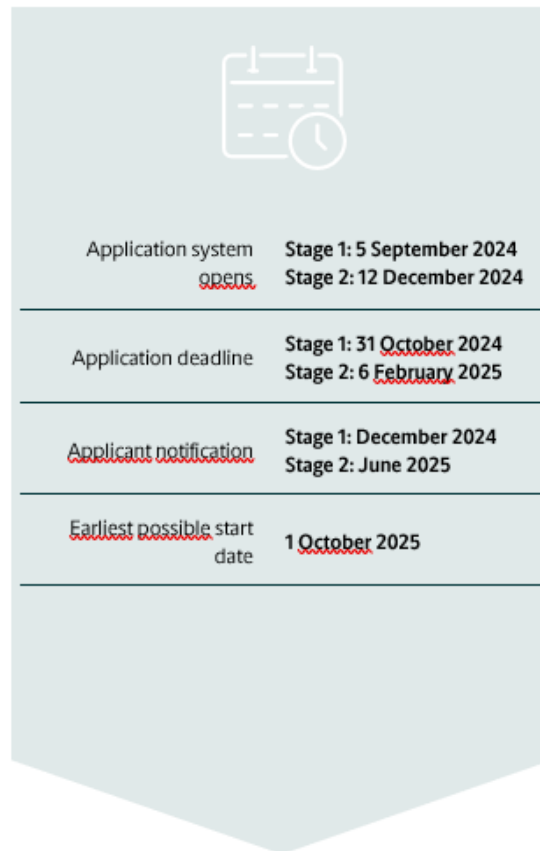 Application system
opens
Stage 1: 5 September 2024
Stage 2: 12 December 2024
Application deadline
Stage 1: 31 October 2024
Stage 2: 6 February 2025
Applicant notification
Stage 1: December 2024
Stage 2: June 2025
Earliest possible start
date
1 October 2025